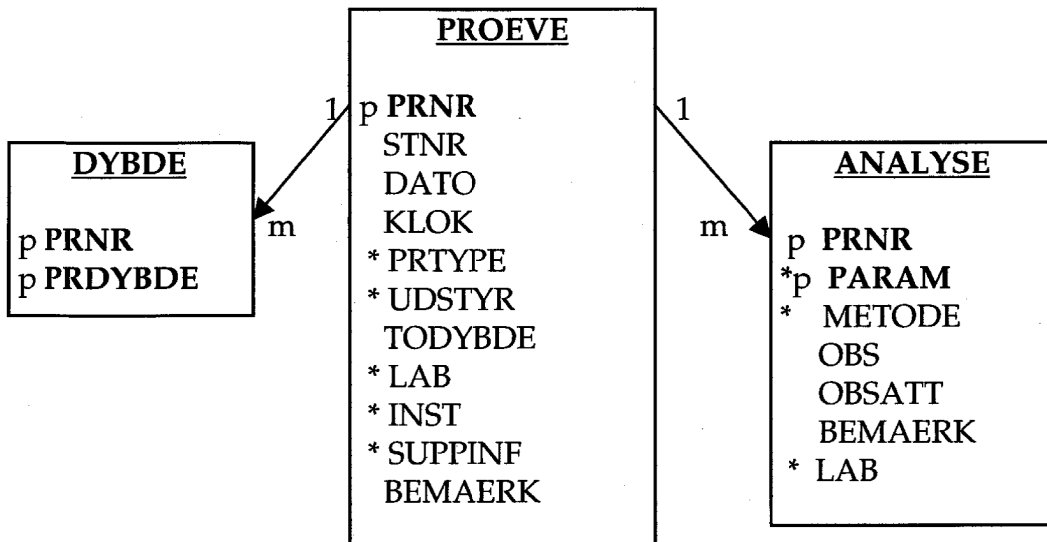 PROEVE
1 p PRNR
STNR
DATO
KLOK
* PRTYPE
* UDSTYR
TODYBDE
* LAB
* INST
* SUPPINF
BEMAERK
DYBDE
m
p PRNR
p PRDYBDE
1
ANALYSE
m
p PRNR
*p PARAM
* METODE
OBS
OBSATT
BEMAERK
* LAB